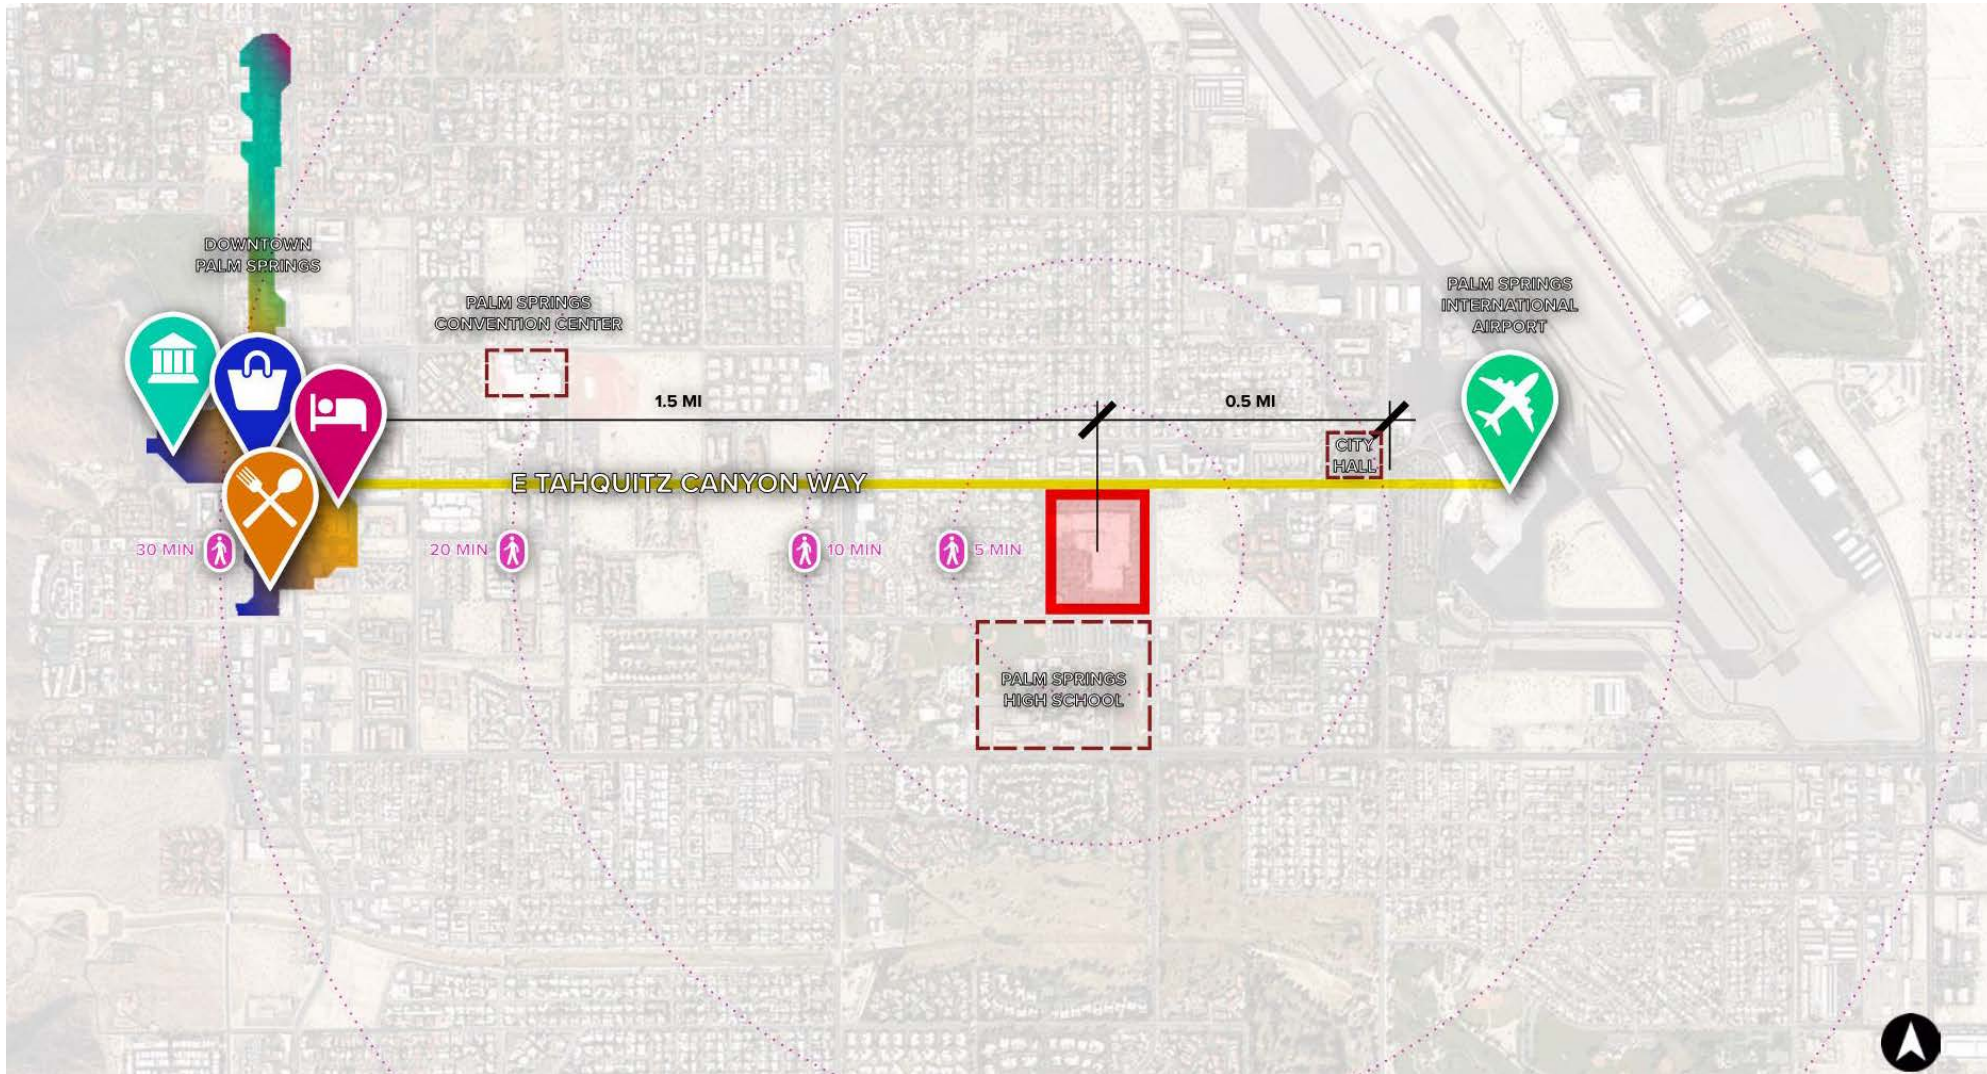 DOWNTOWN
PALM SPRINGS
PALM SPRINGS
CONVENTION CENTER
PALM SPRINGS
INTERNATIONAL
AIRPORT
1.5 MI
0.5 MI
CITY
HALL
E TAHQUITZ CANYON WAY
30 MIN
20 MIN
10 MIN
5 MIN
PALM SPRINGS
HIGH SCHOOL